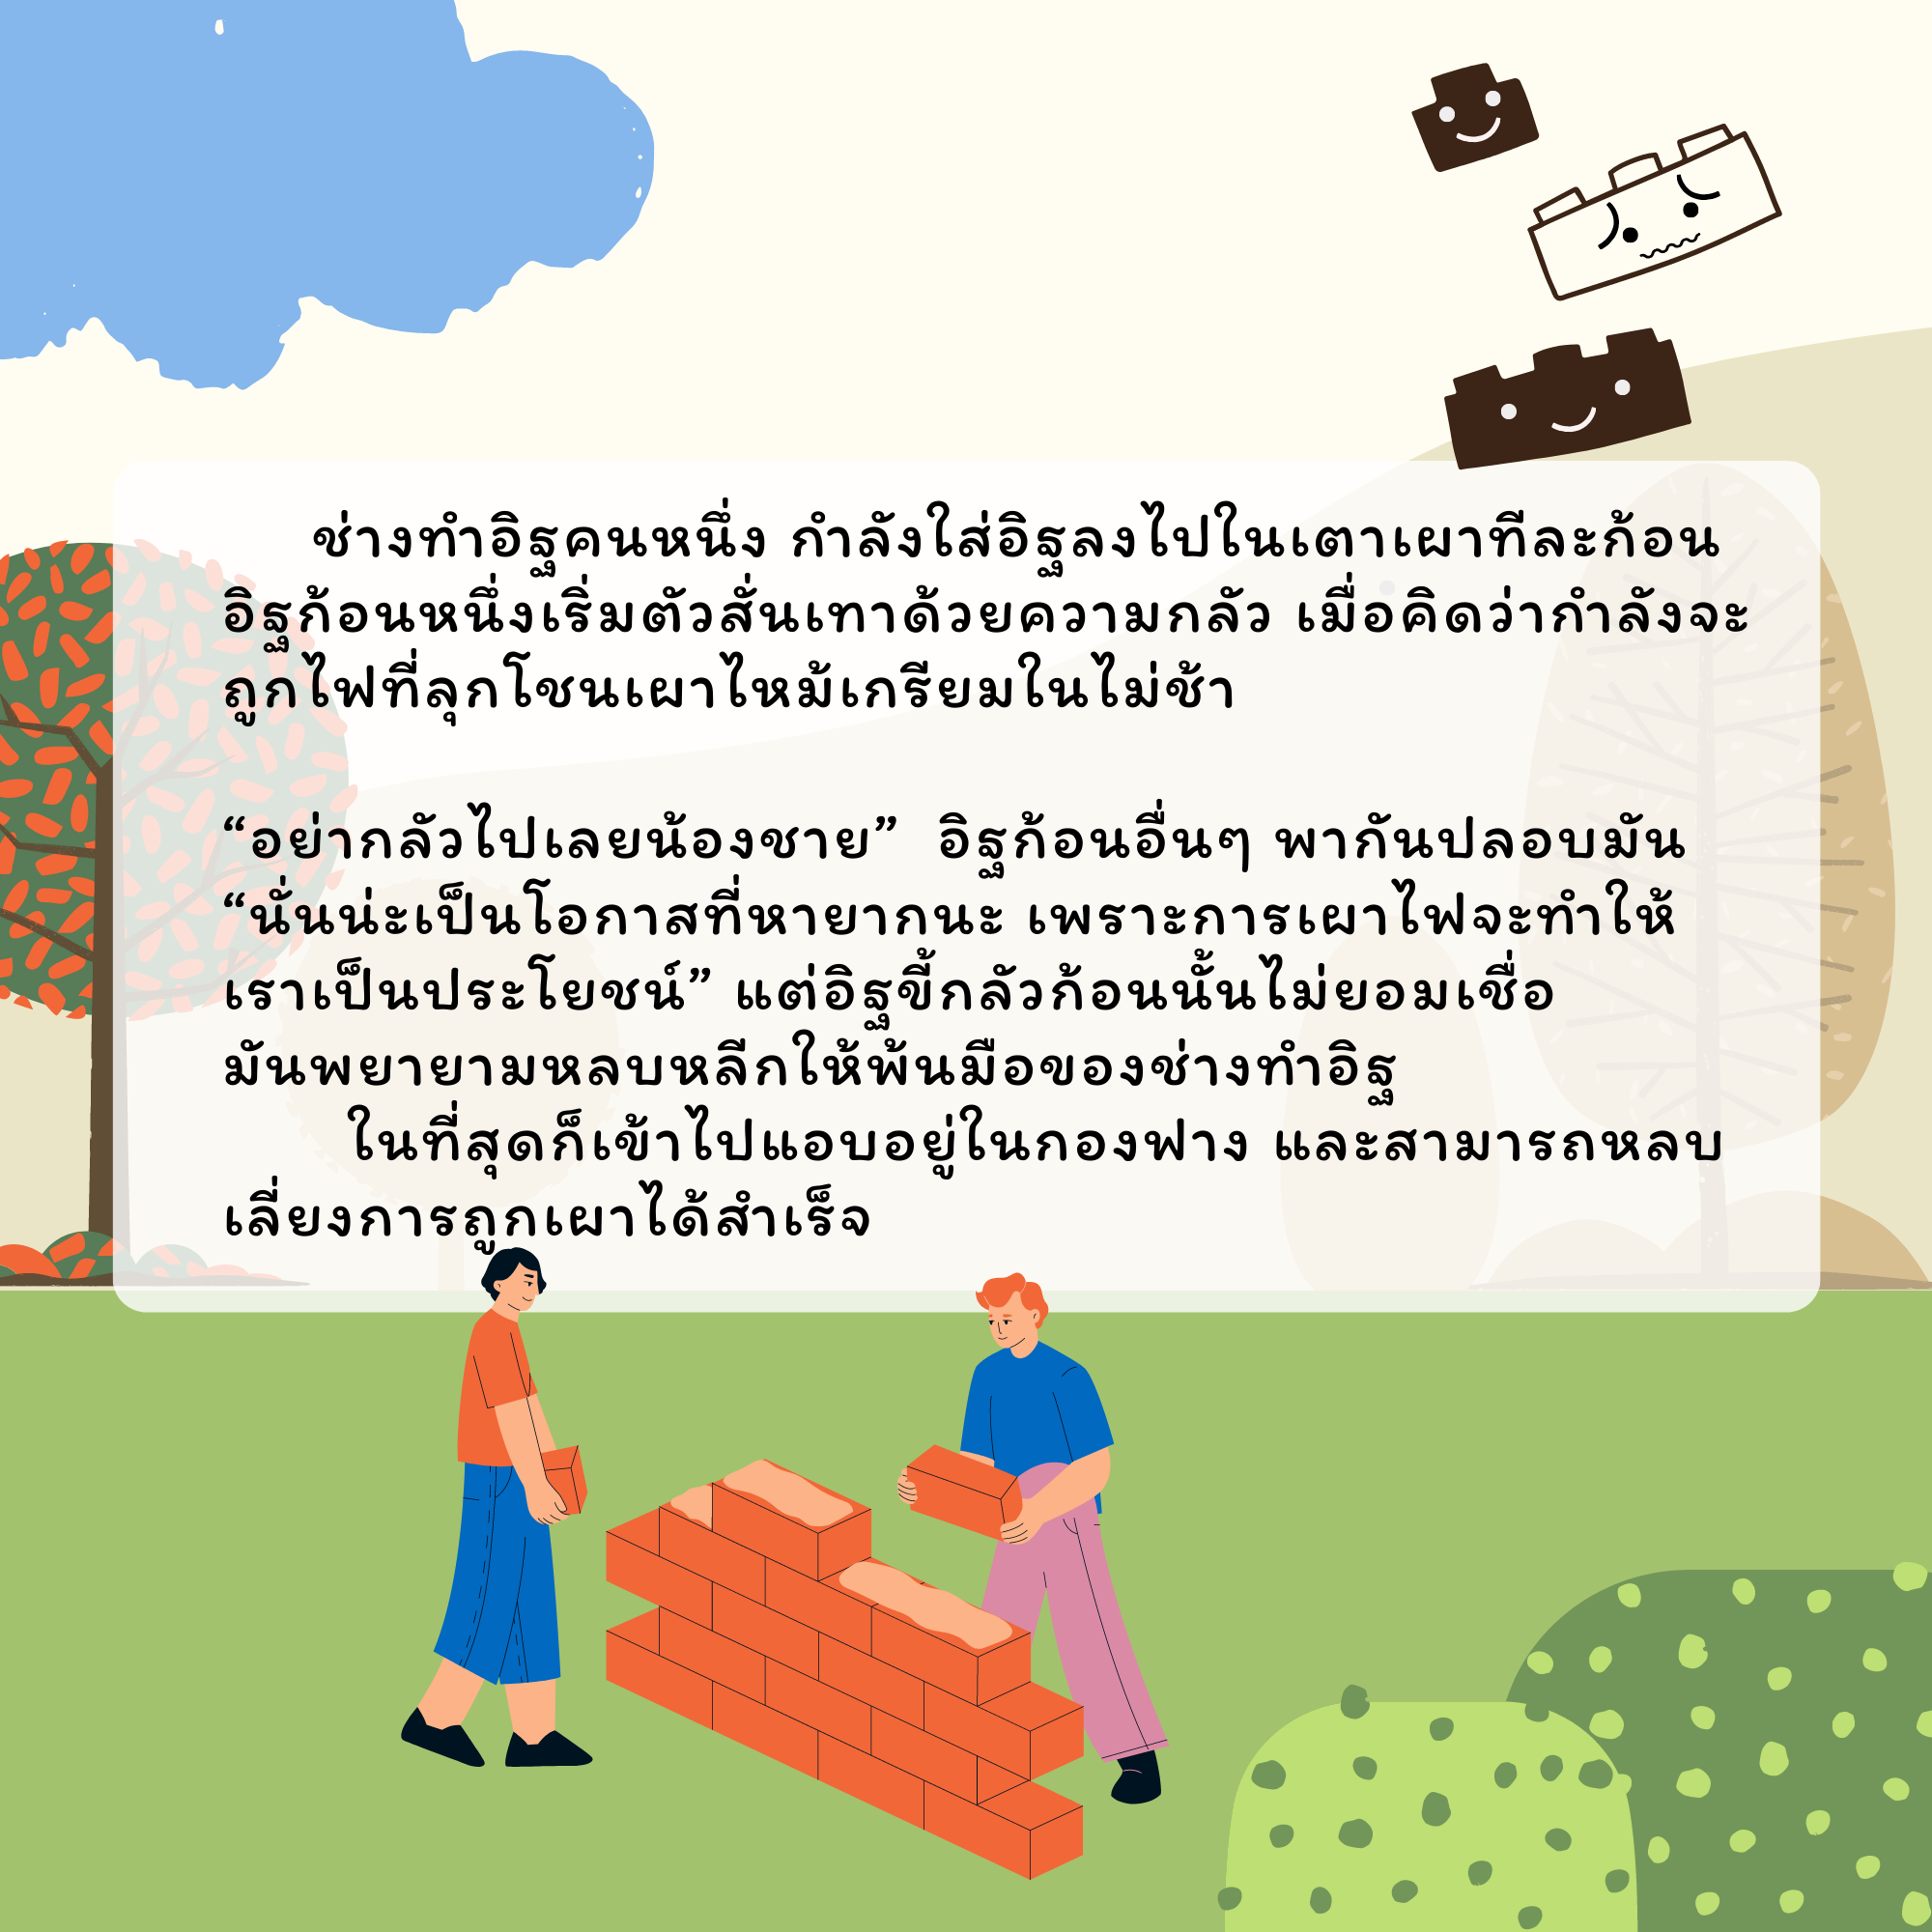 ช่างทำอิฐคนหนึ่ง กำลังใส่อิฐลงไปในเตาเผาทีละก้อน
อิฐก้อนหนึ่งเริ่มตัวสั่นเทาด้วยความกลัว เมื่อคิดว่ากำลังจะ
ถูกไฟที่ลุกโชนเผาไหม้เกรียมในไม่ช้า
“อย่ากลัวไปเลยน้องชาย” อิฐก้อนอื่นๆ พากันปลอบมัน
“นั่นน่ะเป็นโอกาสที่หายากนะ เพราะการเผาไฟจะทำให้
เราเป็นประโยชน์” แต่อิฐขี้กลัวก้อนนั้นไม่ยอมเชื่อ
มันพยายามหลบหลีกให้พ้นมือของช่างทำอิฐ
ในที่สุดก็เข้าไปแอบอยู่ในกองฟาง และสามารถหลบ
เลี่ยงการถูกเผาได้สำเร็จ